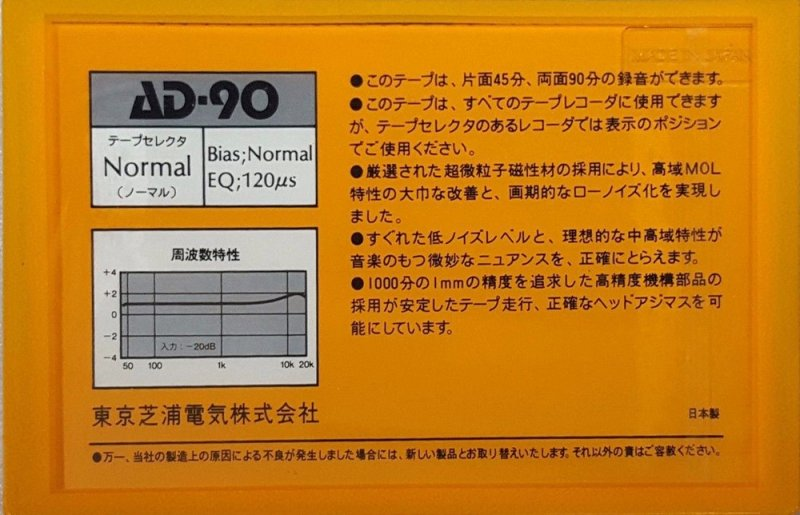 MADE IN JAPAN
AD-90
テープセレクタ
Normal
(ノーマル)
Bias;Normal
EQ;120μs
●このテープは、片面45分、両面90分の録音ができます。
●このテープは、すべてのテープレコーダに使用できます
が、テープセレクタのあるレコーダでは表示のポジション
でご使用ください。
●厳選された超微粒子磁性材の採用により、高域MOL
特性の大巾な改善と、画期的なローノイズ化を実現し
ました。
●すぐれた低ノイズレベルと、理想的な中高域特性が
音楽のもつ微妙なニュアンスを、正確にとらえます。
●1000分の1mmの精度を追求した高精度機構部品の
採用が安定したテープ走行、正確なヘッドアジマスを可
能にしています。
周波数特性
+4
+2
0
−2
−4
入力:−20dB
50 100 1k 10k 20k
東京芝浦電気株式会社
日本製
●万一、当社の製造上の原因による不良が発生しました場合には、新しい製品とお取り替えいたします。それ以外の責はご容赦ください。